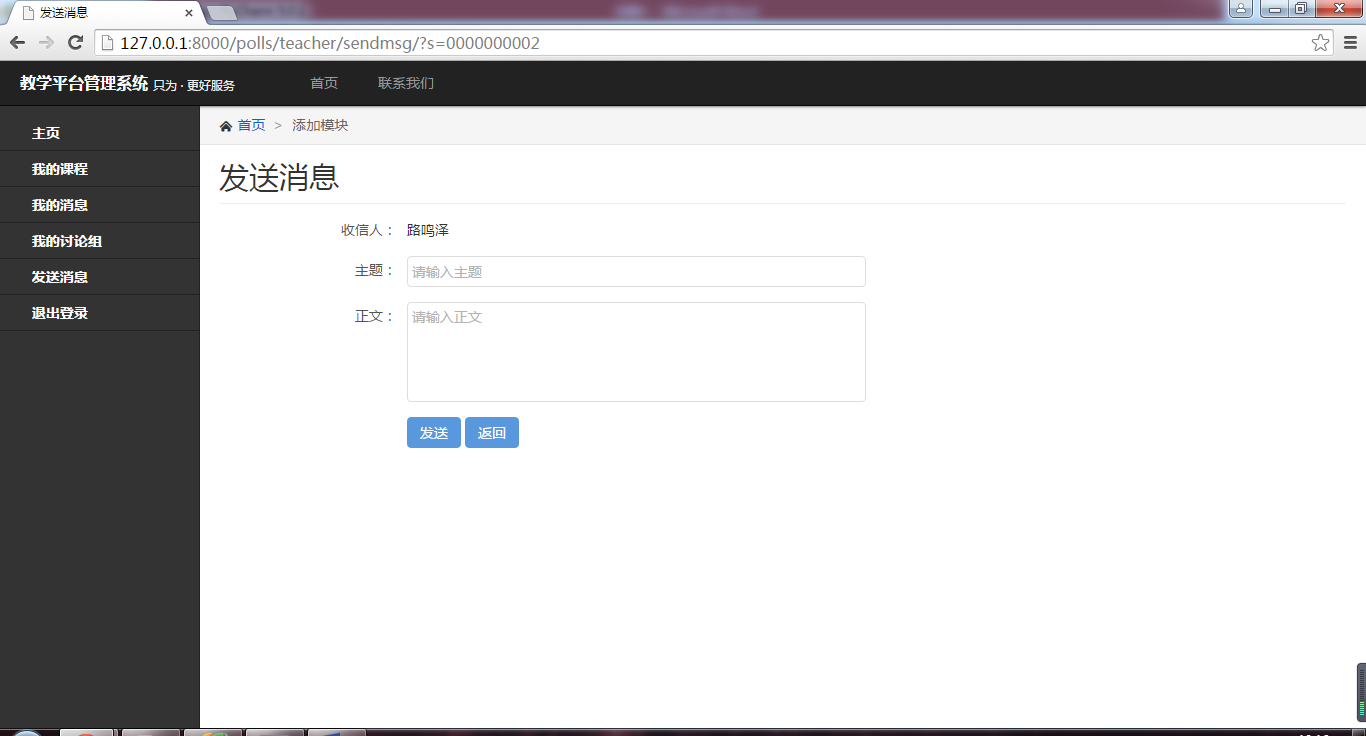 发送消息
127.0.0.1:8000/polls/teacher/sendmsg/?s=0000000002
教学平台管理系统 只为·更好服务 首页 联系我们
主页
我的课程
我的消息
我的讨论组
发送消息
退出登录
首页 > 添加模块
发送消息
收信人： 路鸣泽
主题： 请输入主题
正文： 请输入正文
发送 返回